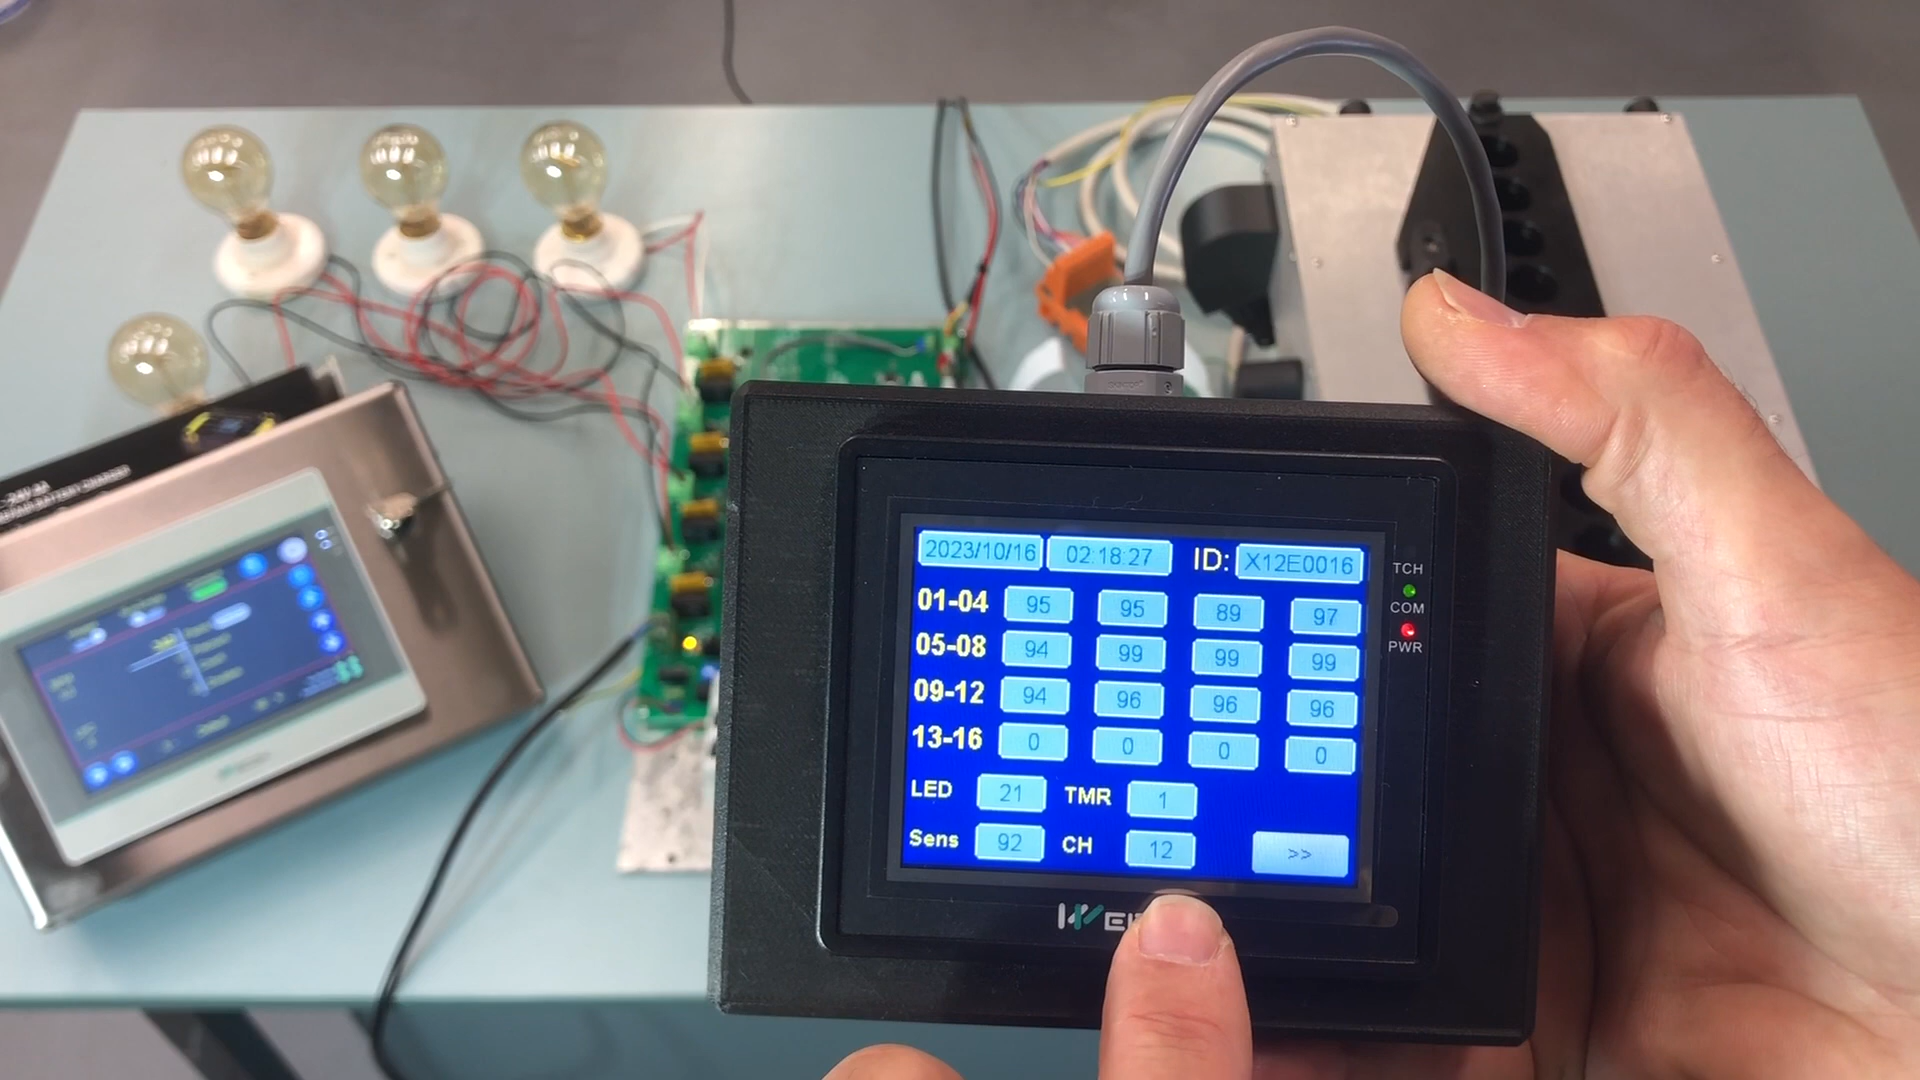 2023/10/16 02:18:27 ID: X12E0016
01-04 95 95 89 97
05-08 94 99 99 99
09-12 94 96 96 96
13-16 0 0 0 0
LED 21 TMR 1
Sens 92 CH 12 >>
TCH
COM
PWR